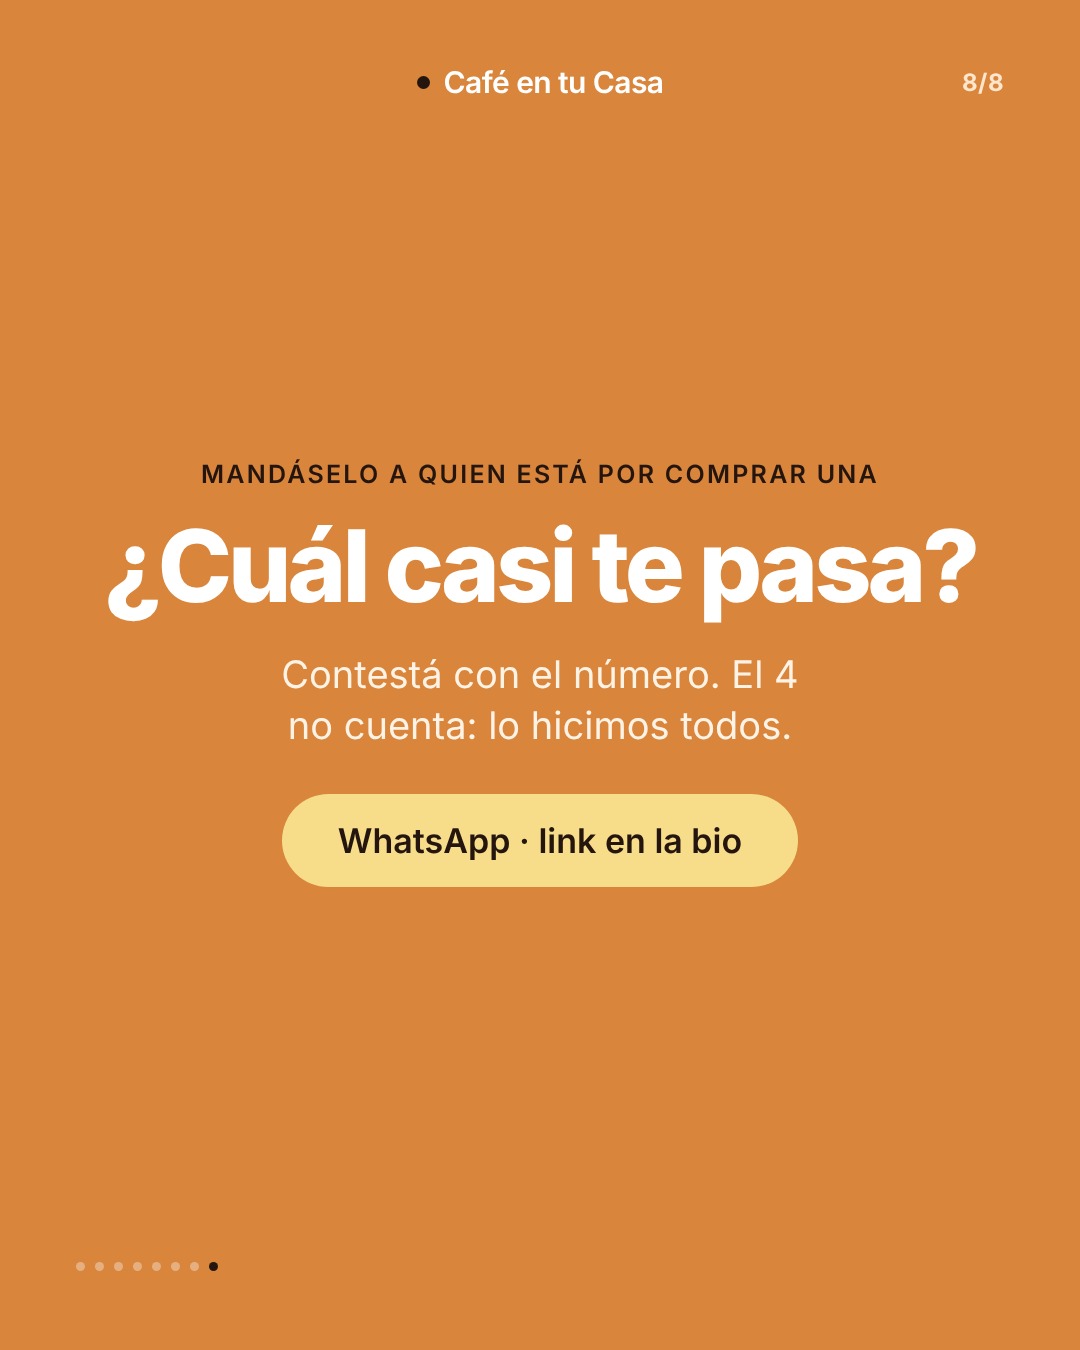 Café en tu Casa
8/8
MANDÁSELO A QUIEN ESTÁ POR COMPRAR UNA
¿Cuál casi te pasa?
Contestá con el número. El 4
no cuenta: lo hicimos todos.
WhatsApp · link en la bio